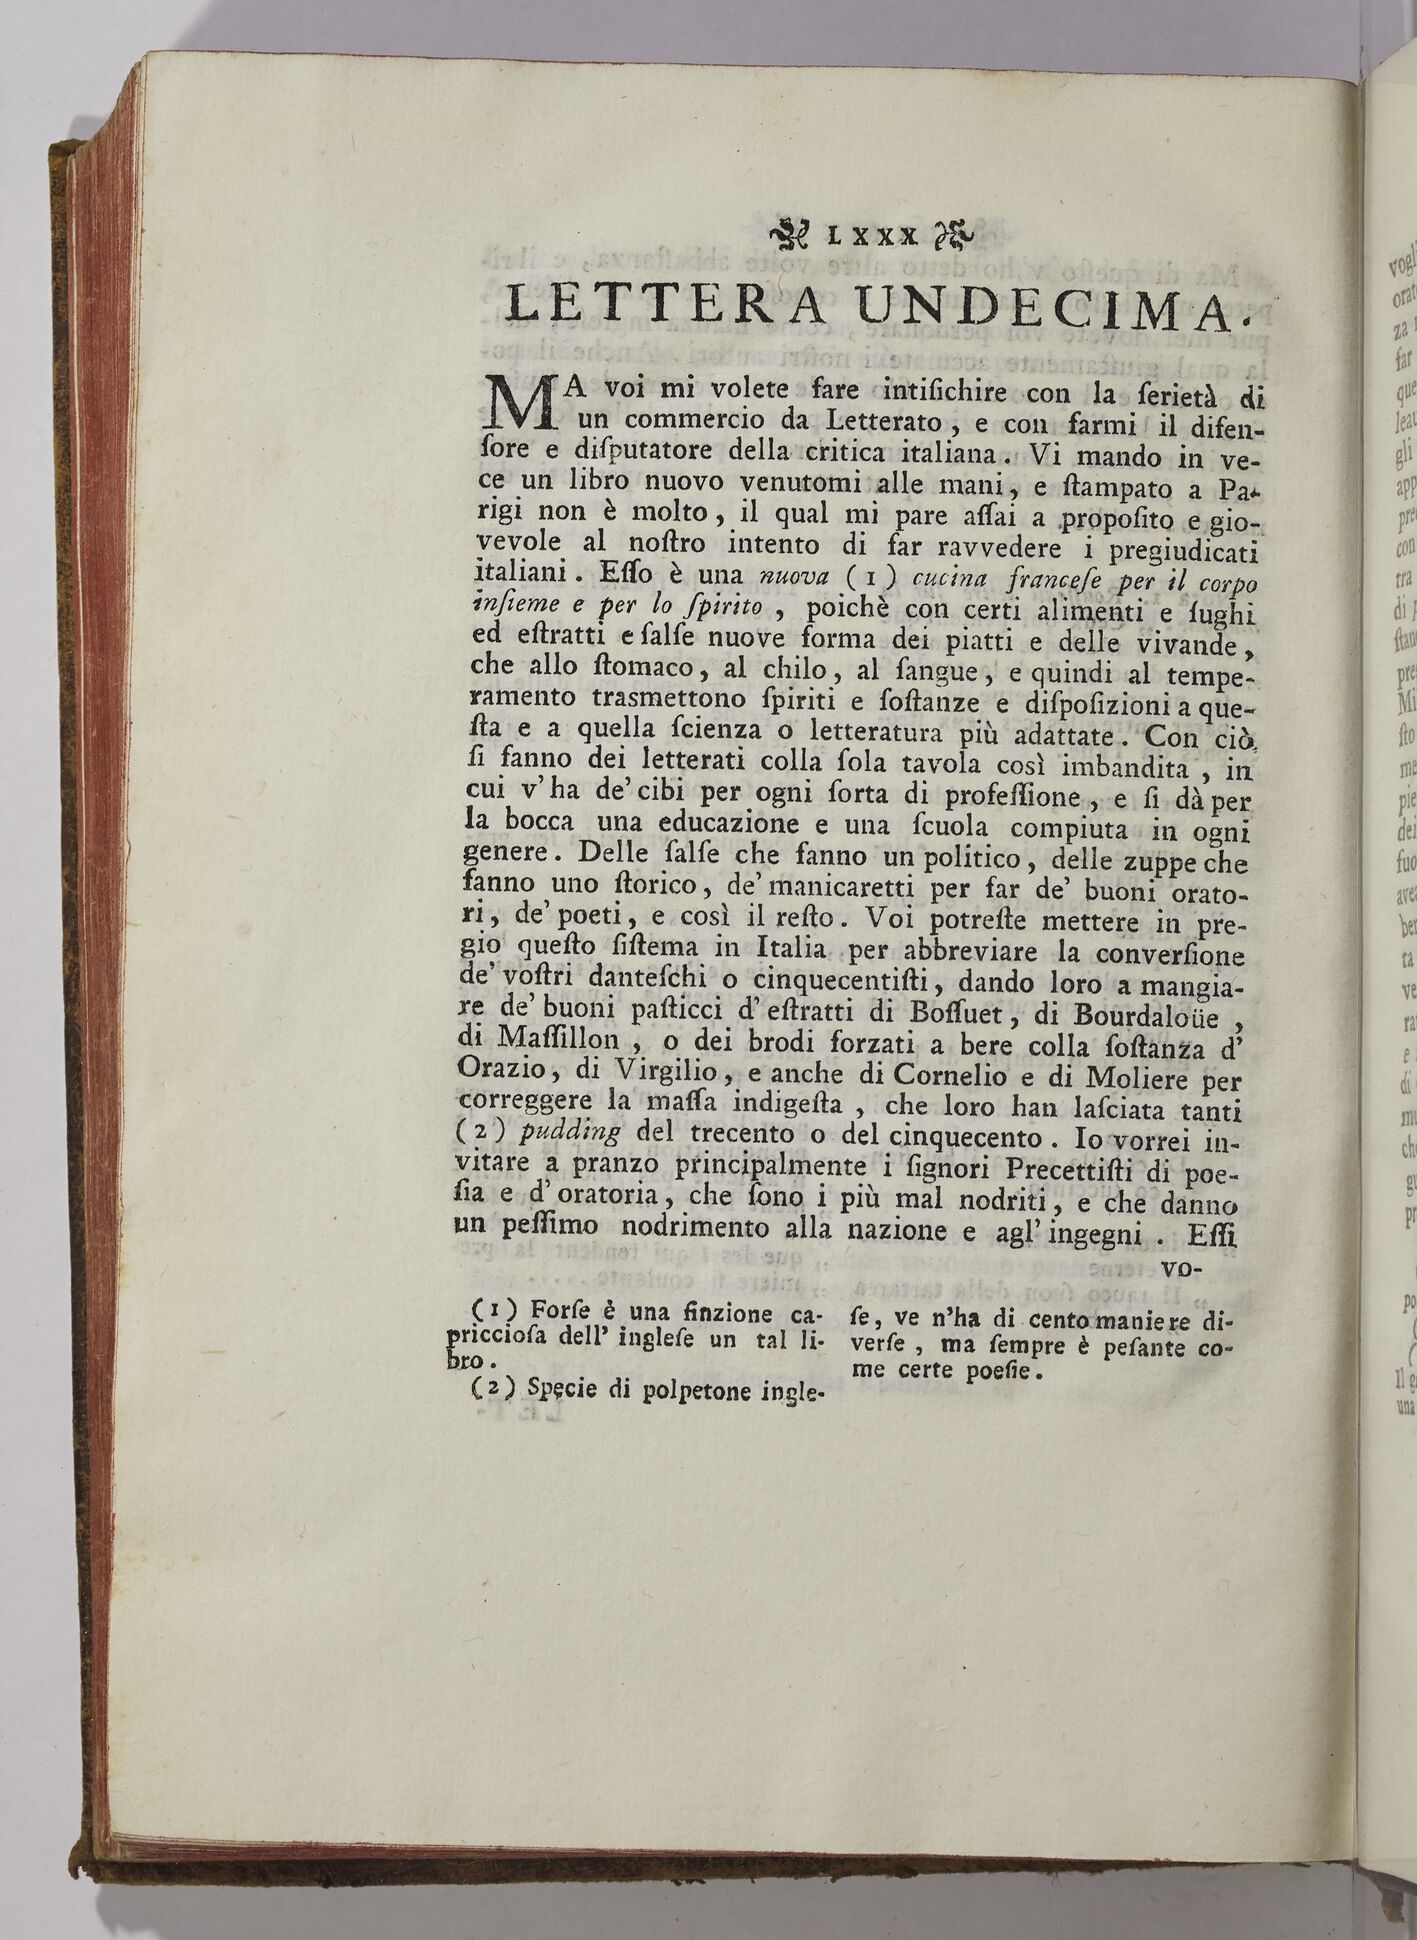 LXXX
LETTERA UNDECIMA.
MA voi mi volete fare intiſichire con la ſerietà di
un commercio da Letterato, e con farmi il difen-
ſore e diſputatore della critica italiana. Vi mando in ve-
ce un libro nuovo venutomi alle mani, e ſtampato a Pa-
rigi non è molto, il qual mi pare aſſai a propoſito e gio-
vevole al noſtro intento di far ravvedere i pregiudicati
italiani. Eſſo è una nuova (1) cucina franceſe per il corpo
inſieme e per lo ſpirito, poichè con certi alimenti e ſughi
ed eſtratti e ſalſe nuove forma dei piatti e delle vivande,
che allo ſtomaco, al chilo, al ſangue, e quindi al tempe-
ramento trasmettono ſpiriti e ſoſtanze e diſpoſizioni a que-
ſta e a quella ſcienza o letteratura più adattate. Con ciò
ſi fanno dei letterati colla ſola tavola così imbandita, in
cui v'ha de' cibi per ogni ſorta di profeſſione, e ſi dà per
la bocca una educazione e una ſcuola compiuta in ogni
genere. Delle ſalſe che fanno un politico, delle zuppe che
fanno uno ſtorico, de' manicaretti per far de' buoni orato-
ri, de' poeti, e così il reſto. Voi potreſte mettere in pre-
gio queſto ſiſtema in Italia per abbreviare la converſione
de' voſtri danteſchi o cinquecentiſti, dando loro a mangia-
re de' buoni paſticci d' eſtratti di Boſſuet, di Bourdaloüe,
di Maſſillon, o dei brodi forzati a bere colla ſoſtanza d'
Orazio, di Virgilio, e anche di Cornelio e di Moliere per
correggere la maſſa indigeſta, che loro han laſciata tanti
(2) pudding del trecento o del cinquecento. Io vorrei in-
vitare a pranzo principalmente i ſignori Precettiſti di poe-
ſia e d' oratoria, che ſono i più mal nodriti, e che danno
un peſſimo nodrimento alla nazione e agl' ingegni. Eſſi
vo-
(1) Forſe è una finzione ca-
priccioſa dell' ingleſe un tal li-
bro.
(2) Specie di polpetone ingle-
ſe, ve n'ha di cento maniere di-
verſe, ma ſempre è peſante co-
me certe poeſie.